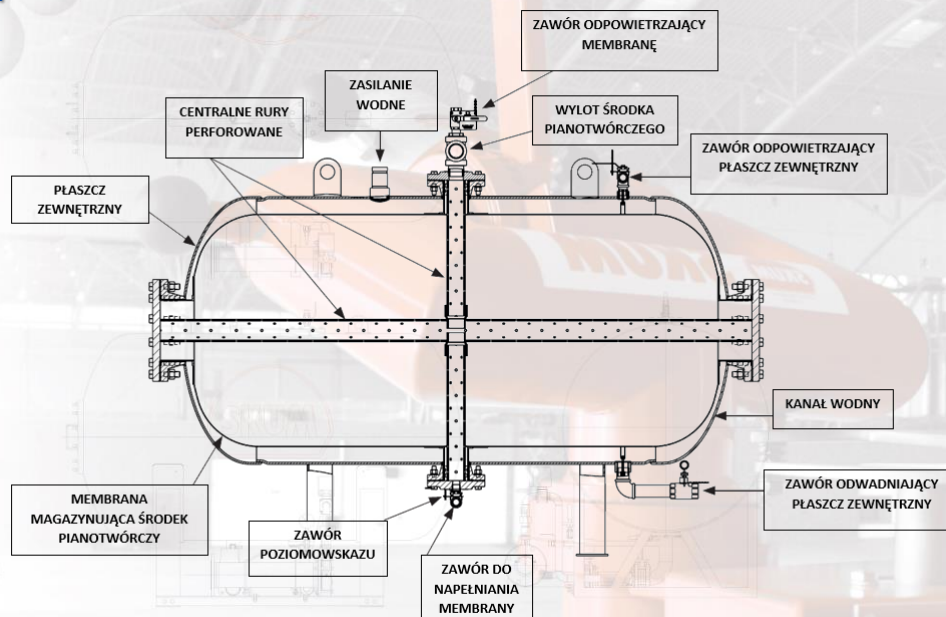 ZAWÓR ODPOWIETRZAJĄCY
MEMBRANĘ
ZASILANIE
WODNE
CENTRALNE RURY
PERFOROWANE
WYLOT ŚRODKA
PIANOTWÓRCZEGO
ZAWÓR ODPOWIETRZAJĄCY
PŁASZCZ ZEWNĘTRZNY
PŁASZCZ
ZEWNĘTRZNY
KANAŁ WODNY
MEMBRANA
MAGAZYNUJĄCA ŚRODEK
PIANOTWÓRCZY
ZAWÓR
POZIOMOWSKAZU
ZAWÓR DO
NAPEŁNIANIA
MEMBRANY
ZAWÓR ODWADNIAJĄCY
PŁASZCZ ZEWNĘTRZNY